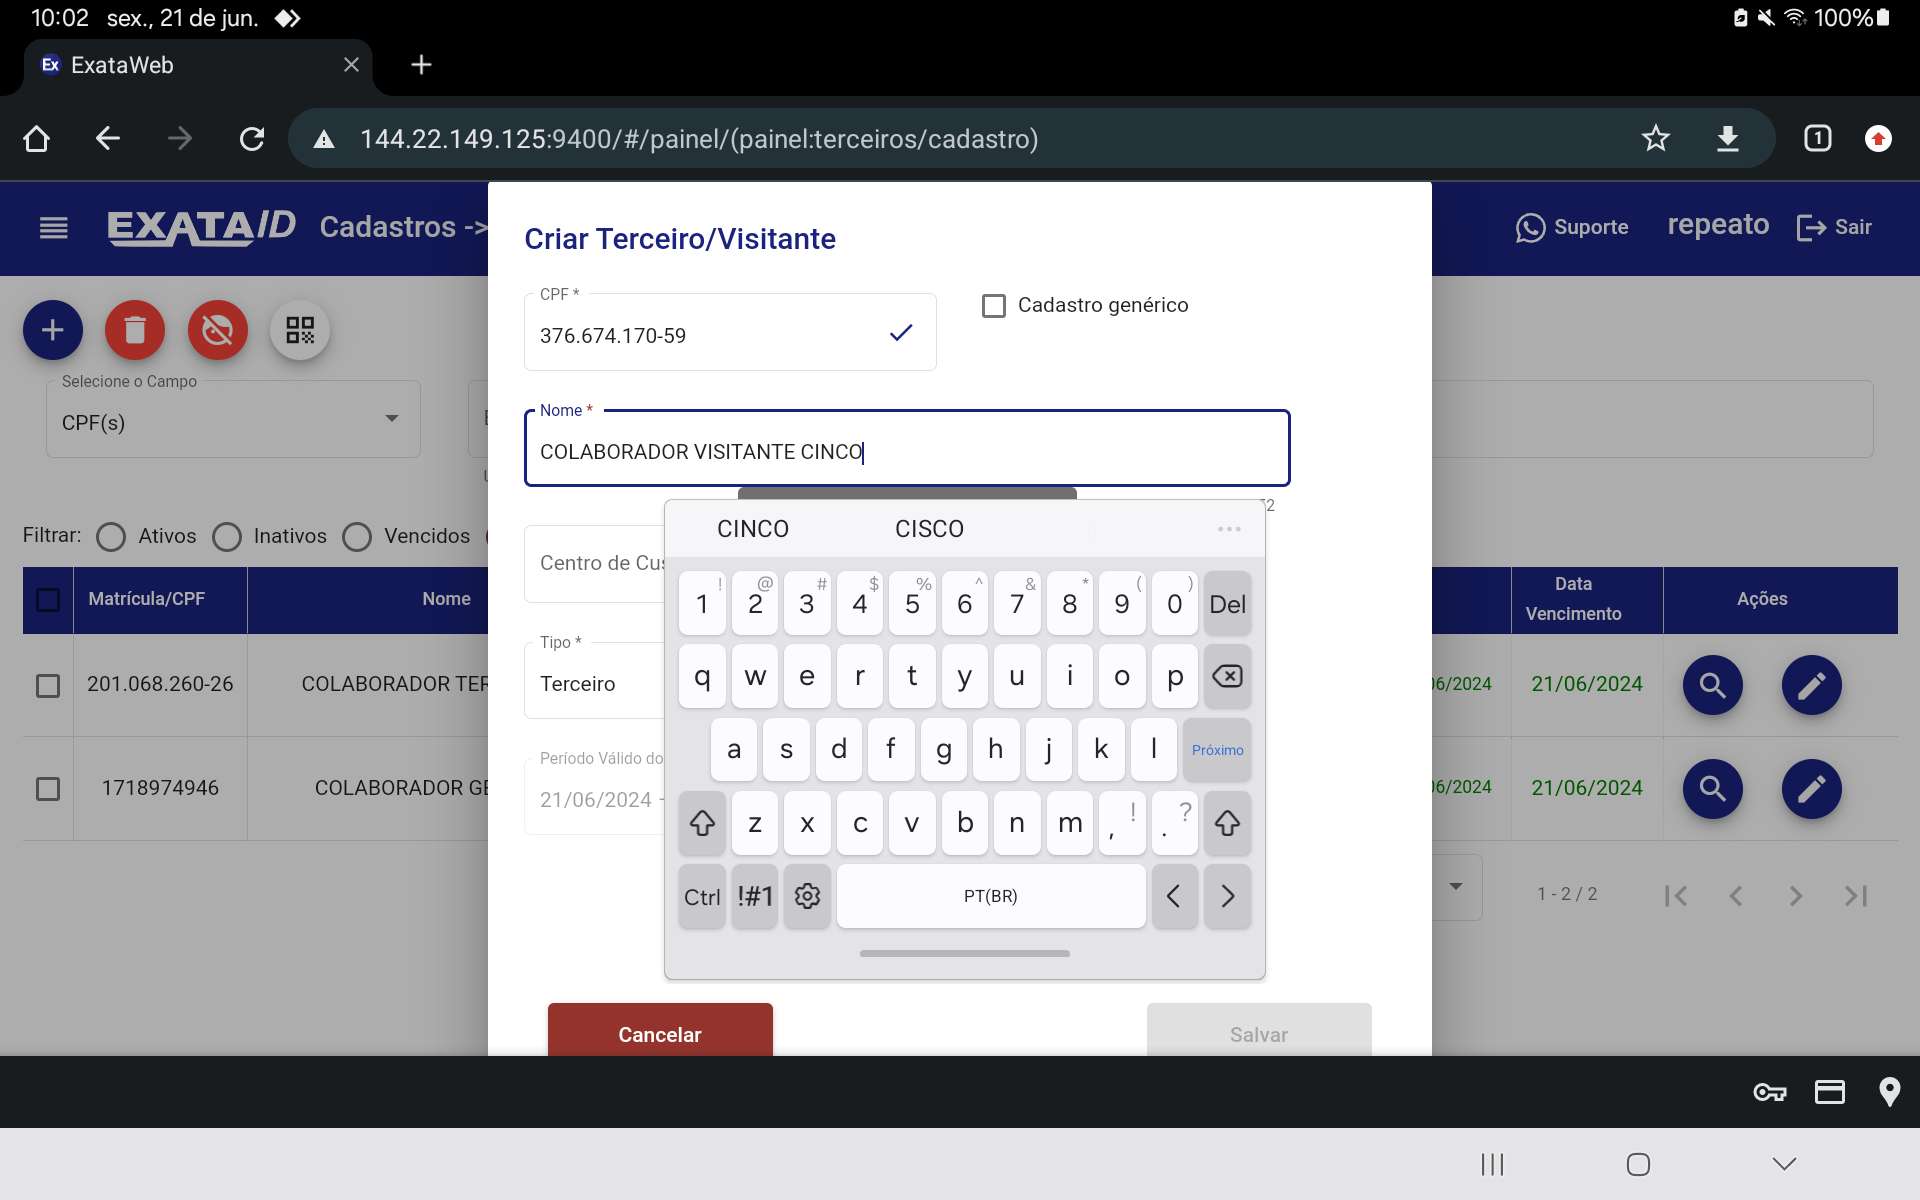 10:02 sex., 21 de jun. 100%
Ex ExataWeb
144.22.149.125:9400/#/painel/(painel:terceiros/cadastro) 1
EXATA/D Cadastros -> Suporte repeato Sair
Criar Terceiro/Visitante
CPF *
376.674.170-59
Cadastro genérico
Selecione o Campo
CPF(s)
Nome *
COLABORADOR VISITANTE CINCO
Filtrar: Ativos Inativos Vencidos
Centro de Cus
CINCO CISCO ...
! @ # $ % ^ & * ( )
1 2 3 4 5 6 7 8 9 0 Del
q w e r t y u i o p
a s d f g h j k l Próximo
z x c v b n m , ! . ?
Ctrl !#1 PT(BR) < >
Matrícula/CPF Nome Data Vencimento Ações
Tipo *
Terceiro
201.068.260-26 COLABORADOR TER 06/2024 21/06/2024
Período Válido do
21/06/2024 -
1718974946 COLABORADOR GE 06/2024 21/06/2024
1 - 2 / 2
Cancelar Salvar